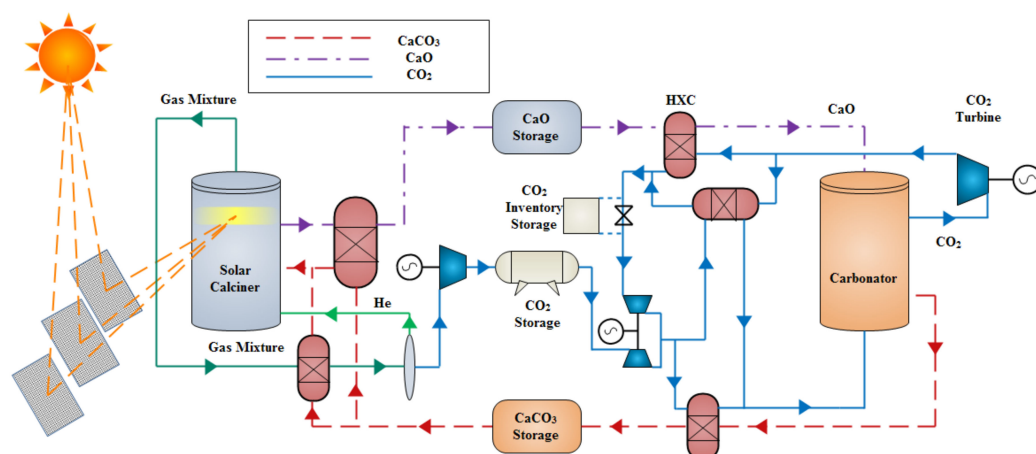 CaCO₃
CaO
CO₂
Gas Mixture
HXC
CaO
CO₂
Turbine
CaO
Storage
CO₂
Inventory
Storage
CO₂
Solar
Calciner
Carbonator
He
CO₂
Storage
Gas Mixture
CaCO₃
Storage